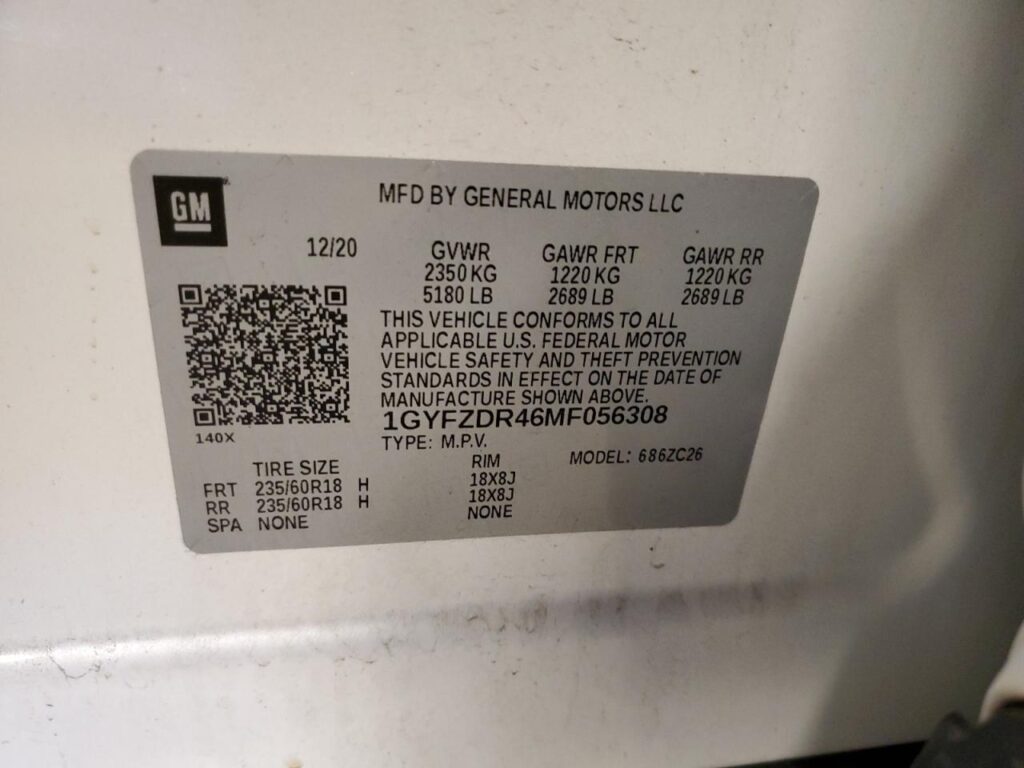 GM
MFD BY GENERAL MOTORS LLC
12/20
GVWR GAWR FRT GAWR RR
2350 KG 1220 KG 1220 KG
5180 LB 2689 LB 2689 LB
THIS VEHICLE CONFORMS TO ALL
APPLICABLE U.S. FEDERAL MOTOR
VEHICLE SAFETY AND THEFT PREVENTION
STANDARDS IN EFFECT ON THE DATE OF
MANUFACTURE SHOWN ABOVE.
1GYFZDR46MF056308
140X
TYPE: M.P.V.
MODEL: 686ZC26
TIRE SIZE RIM
FRT 235/60R18 H 18X8J
RR 235/60R18 H 18X8J
SPA NONE NONE